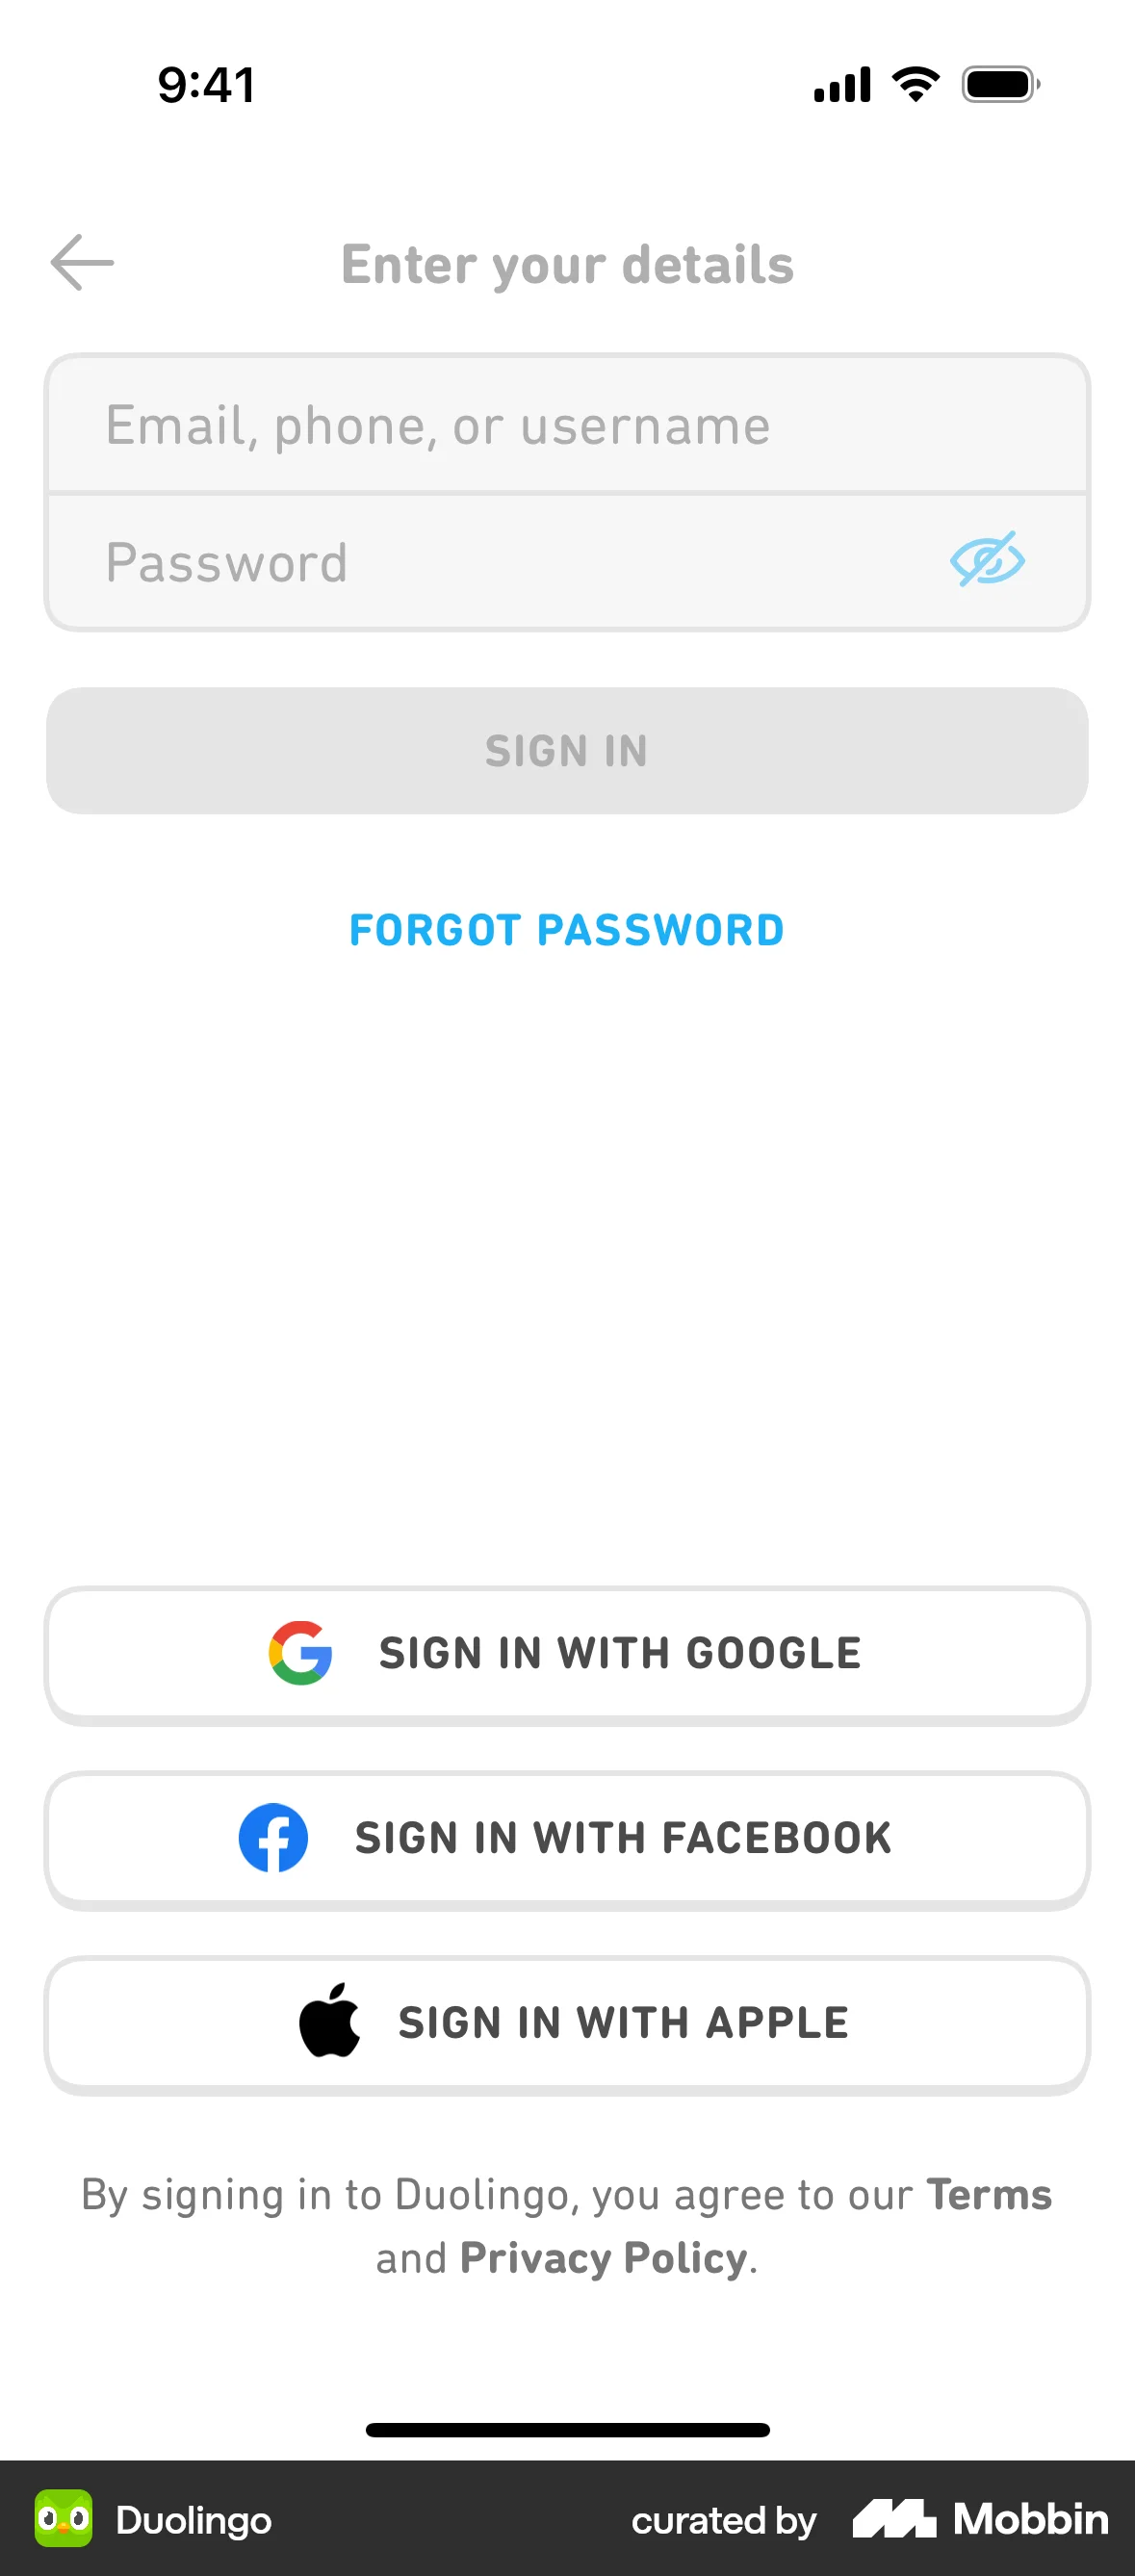 9:41
Enter your details
Email, phone, or username
Password
SIGN IN
FORGOT PASSWORD
SIGN IN WITH GOOGLE
SIGN IN WITH FACEBOOK
SIGN IN WITH APPLE
By signing in to Duolingo, you agree to our Terms
and Privacy Policy.
Duolingo curated by Mobbin